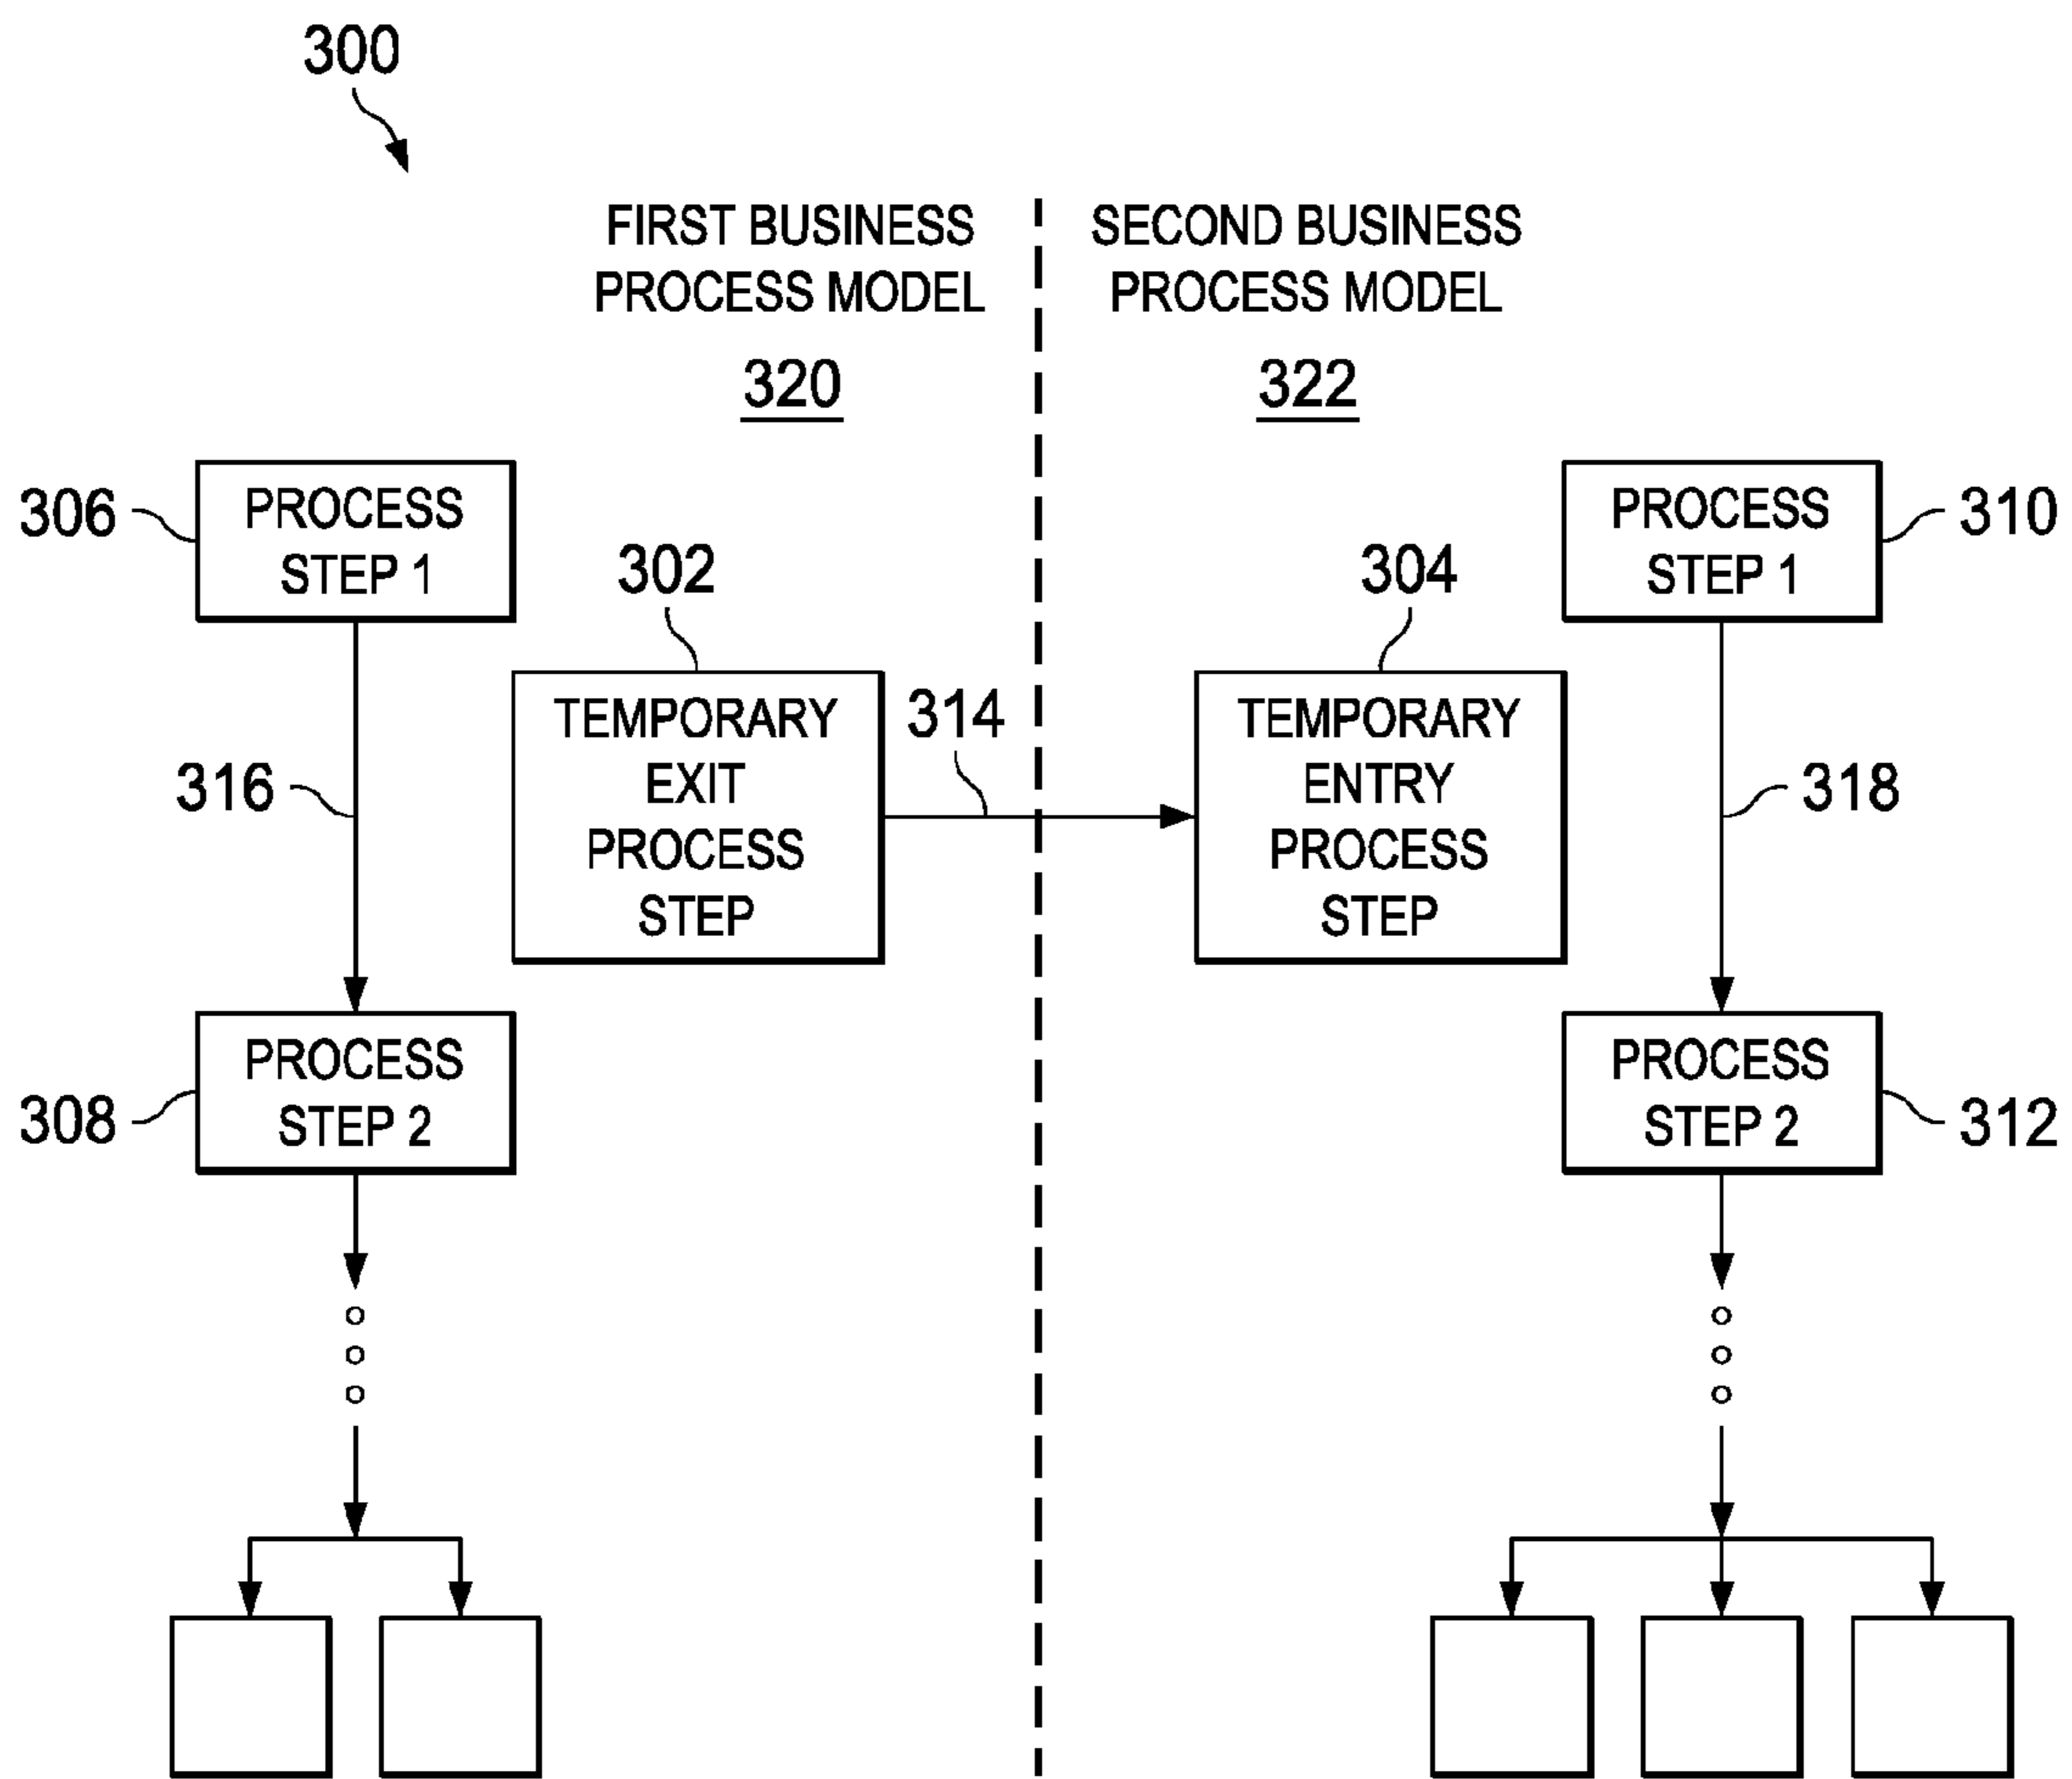 300
FIRST BUSINESS
PROCESS MODEL
320
SECOND BUSINESS
PROCESS MODEL
322
306
PROCESS
STEP 1
302
304
PROCESS
STEP 1
310
TEMPORARY
EXIT
PROCESS
STEP
314
TEMPORARY
ENTRY
PROCESS
STEP
316
318
308
PROCESS
STEP 2
PROCESS
STEP 2
312